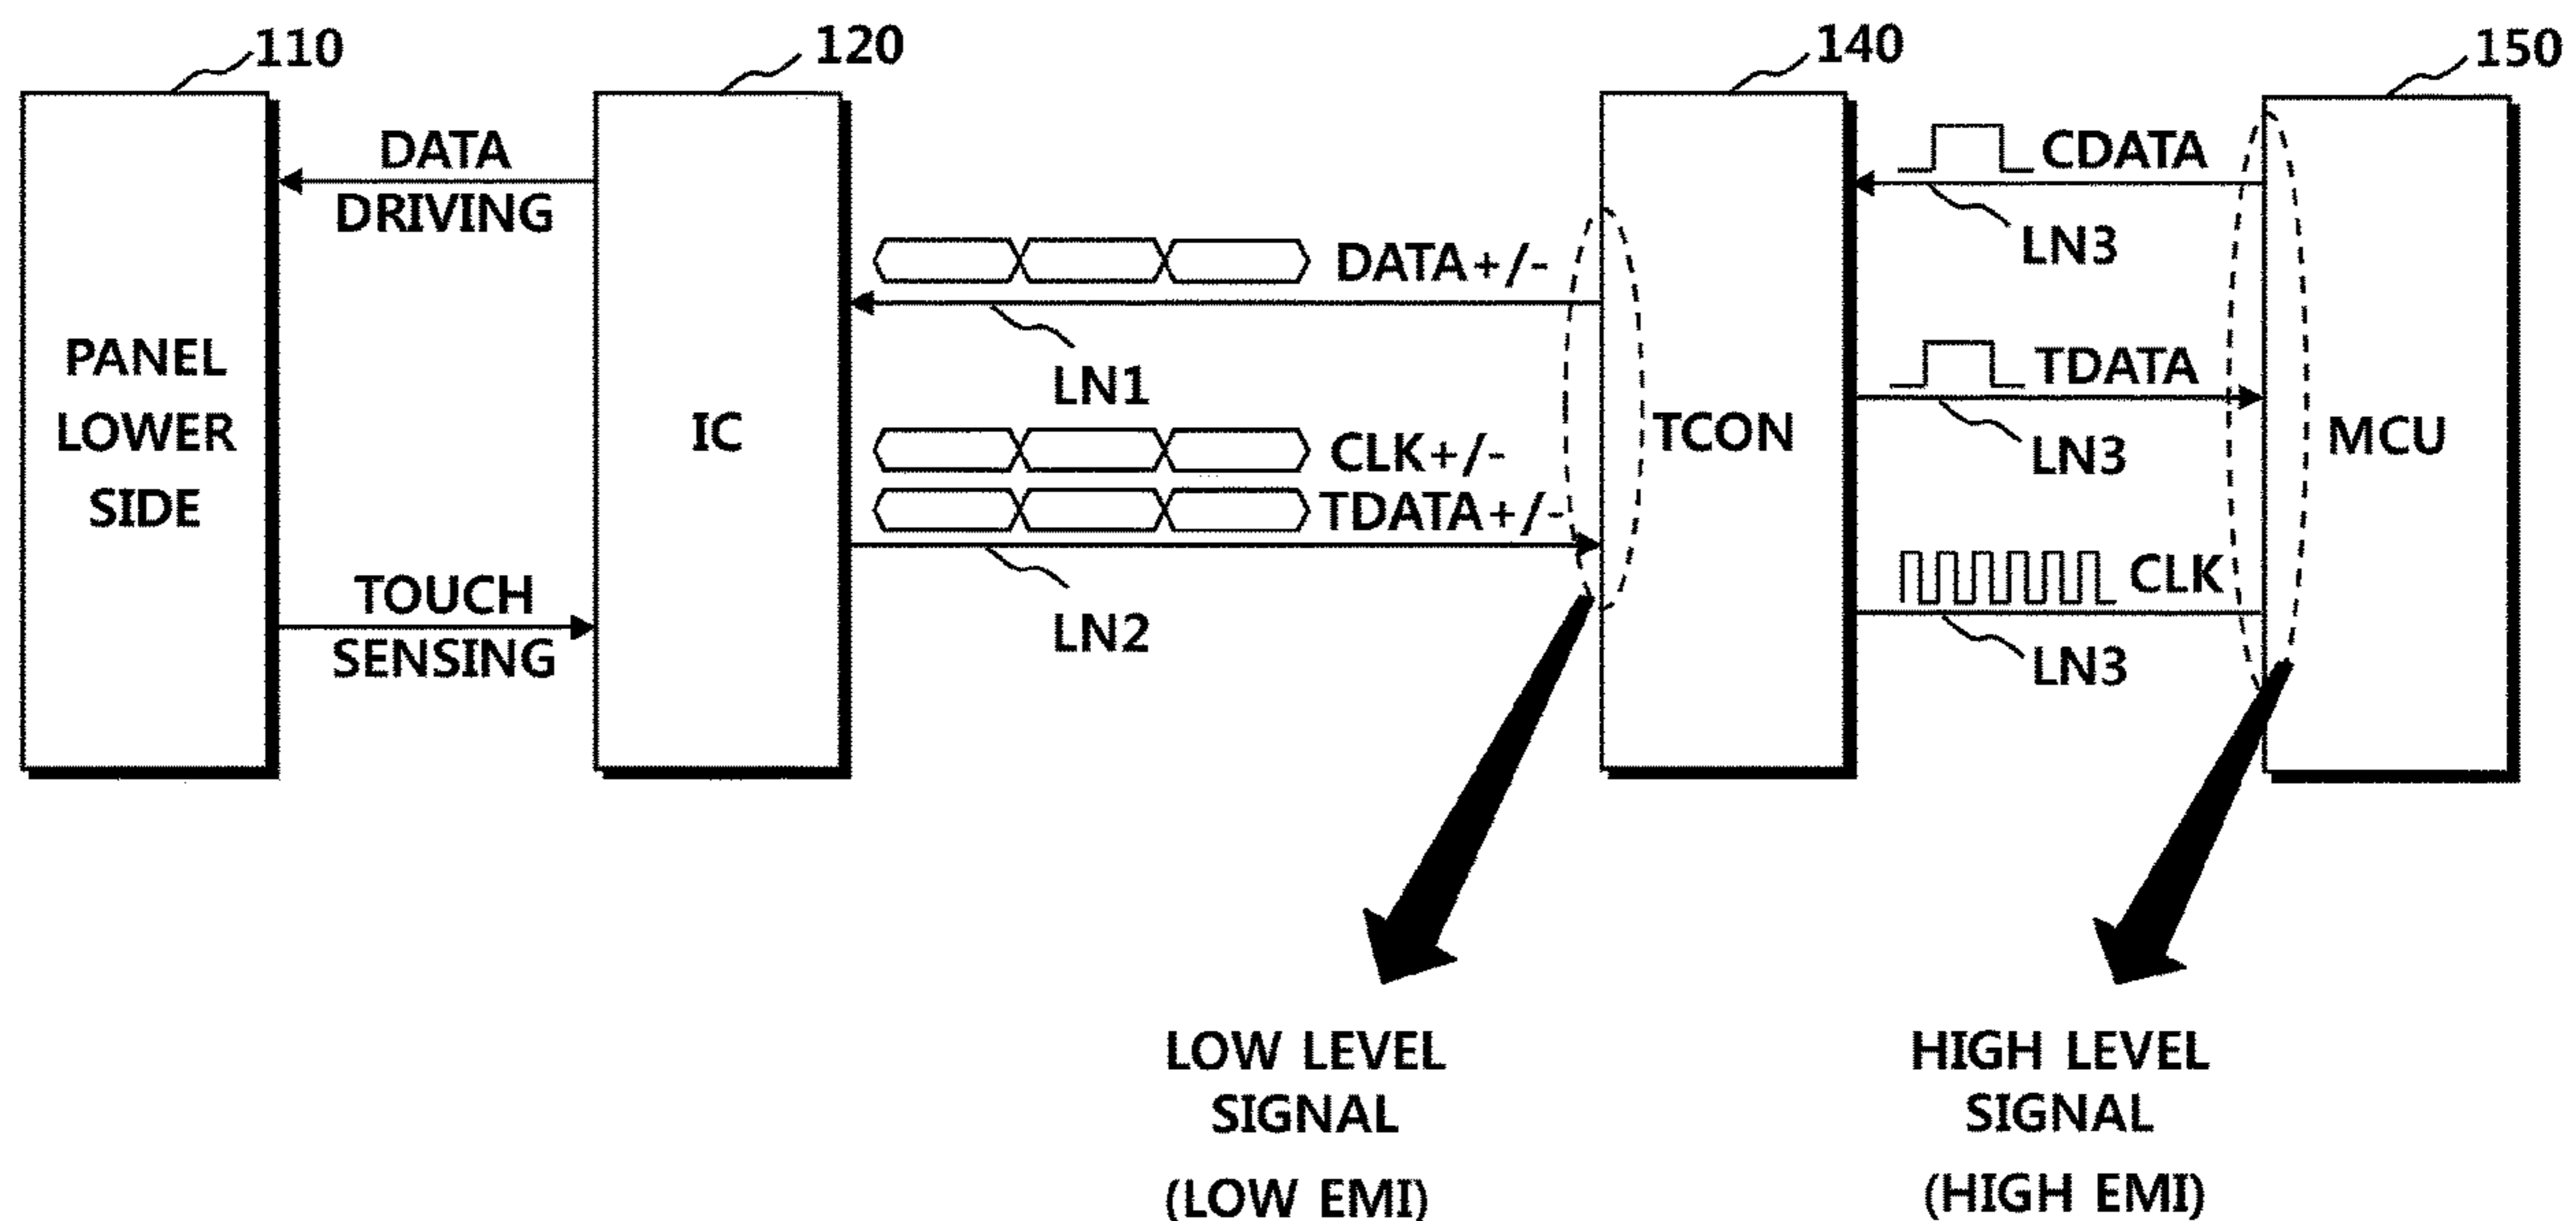 110
120
140
150
DATA
DRIVING
CDATA
LN3
DATA+/-
LN1
PANEL
LOWER
SIDE
IC
TCON
MCU
TDATA
LN3
CLK+/-
TDATA+/-
LN2
TOUCH
SENSING
CLK
LN3
LOW LEVEL
SIGNAL
(LOW EMI)
HIGH LEVEL
SIGNAL
(HIGH EMI)